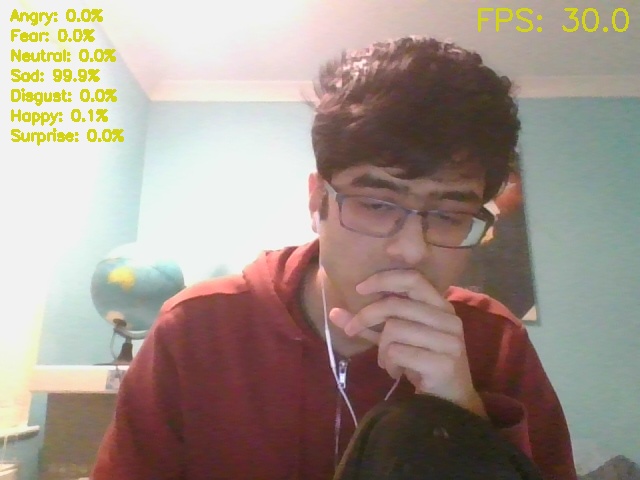 Angry: 0.0%
FPS: 30.0
Fear: 0.0%
Neutral: 0.0%
Sad: 99.9%
Disgust: 0.0%
Happy: 0.1%
Surprise: 0.0%